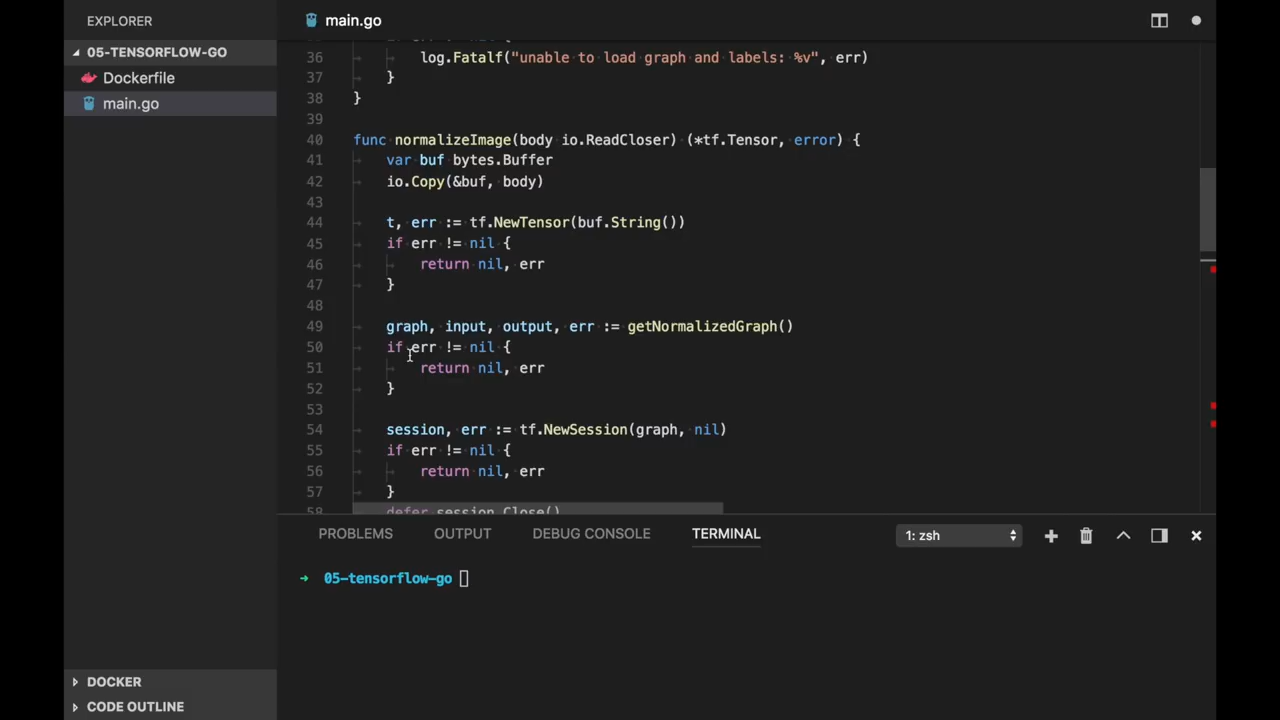 EXPLORER
main.go
05-TENSORFLOW-GO
Dockerfile
main.go
36 log.Fatalf("unable to load graph and labels: %v", err)
37 }
38 }
39
40 func normalizeImage(body io.ReadCloser) (*tf.Tensor, error) {
41 var buf bytes.Buffer
42 io.Copy(&buf, body)
43
44 t, err := tf.NewTensor(buf.String())
45 if err != nil {
46 return nil, err
47 }
48
49 graph, input, output, err := getNormalizedGraph()
50 if err != nil {
51 return nil, err
52 }
53
54 session, err := tf.NewSession(graph, nil)
55 if err != nil {
56 return nil, err
57 }
58 defer session.Close()
PROBLEMS OUTPUT DEBUG CONSOLE TERMINAL 1: zsh
→ 05-tensorflow-go
DOCKER
CODE OUTLINE